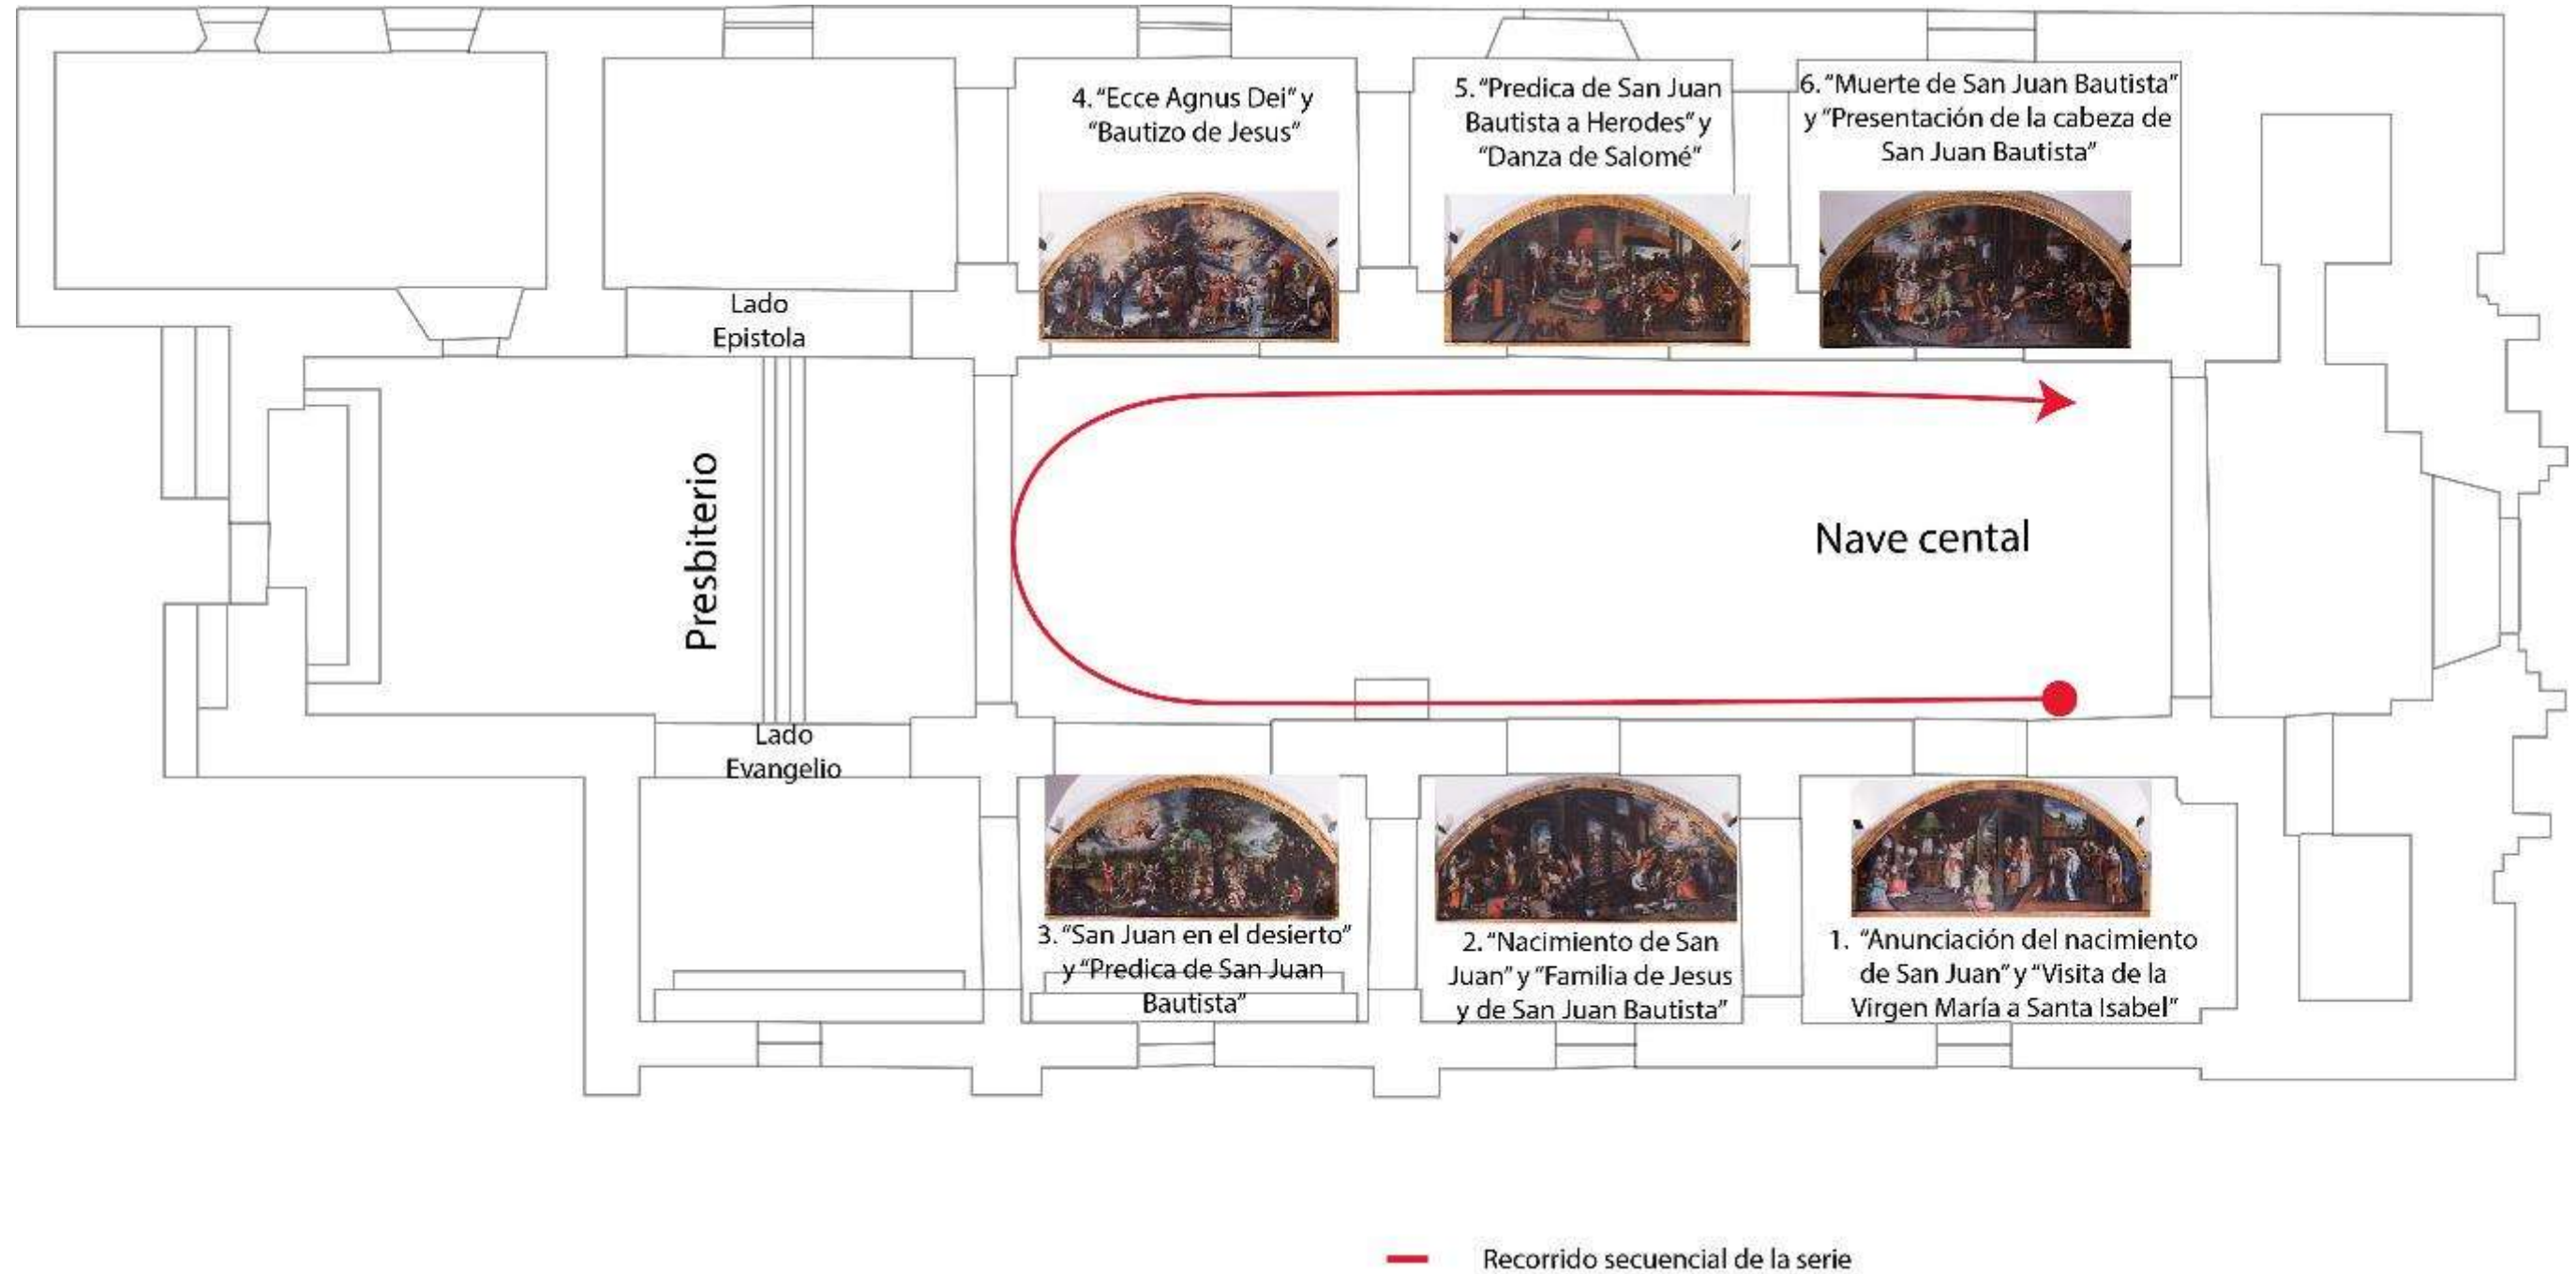 4. “Ecce Agnus Dei” y
“Bautizo de Jesus”
5. “Predica de San Juan
Bautista a Herodes” y
“Danza de Salomé”
6. “Muerte de San Juan Bautista”
y “Presentación de la cabeza de
San Juan Bautista”
Lado
Epistola
Presbiterio
Nave cental
Lado
Evangelio
3. “San Juan en el desierto”
y “Predica de San Juan
Bautista”
2. “Nacimiento de San
Juan” y “Familia de Jesus
y de San Juan Bautista”
1. “Anunciación del nacimiento
de San Juan” y “Visita de la
Virgen María a Santa Isabel”
Recorrido secuencial de la serie